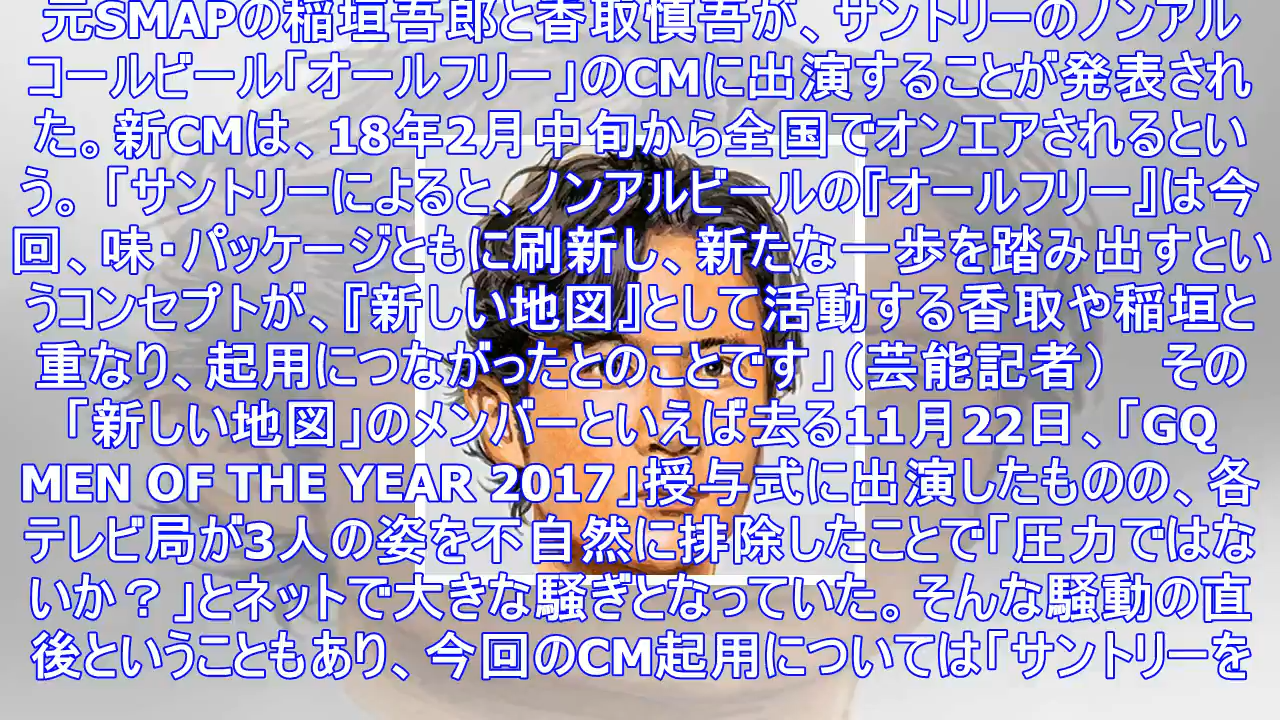 元SMAPの稲垣吾郎と香取慎吾が、サントリーのノンアル
コールビール「オールフリー」のCMに出演することが発表され
た。新CMは、18年2月中旬から全国でオンエアされるとい
う。「サントリーによると、ノンアルビールの『オールフリー』は今
回、味・パッケージともに刷新し、新たな一歩を踏み出すとい
うコンセプトが、『新しい地図』として活動する香取や稲垣と
重なり、起用につながったとのことです」（芸能記者）　その
「新しい地図」のメンバーといえば去る11月22日、「GQ
MEN OF THE YEAR 2017」授与式に出演したものの、各
テレビ局が3人の姿を不自然に排除したことで「圧力ではな
いか？」とネットで大きな騒ぎとなっていた。そんな騒動の直
後ということもあり、今回のCM起用については「サントリーを